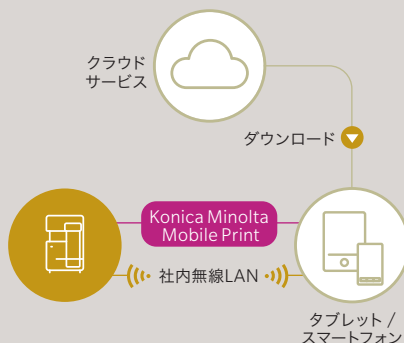 クラウド
サービス
ダウンロード
Konica Minolta
Mobile Print
社内無線LAN
タブレット /
スマートフォン